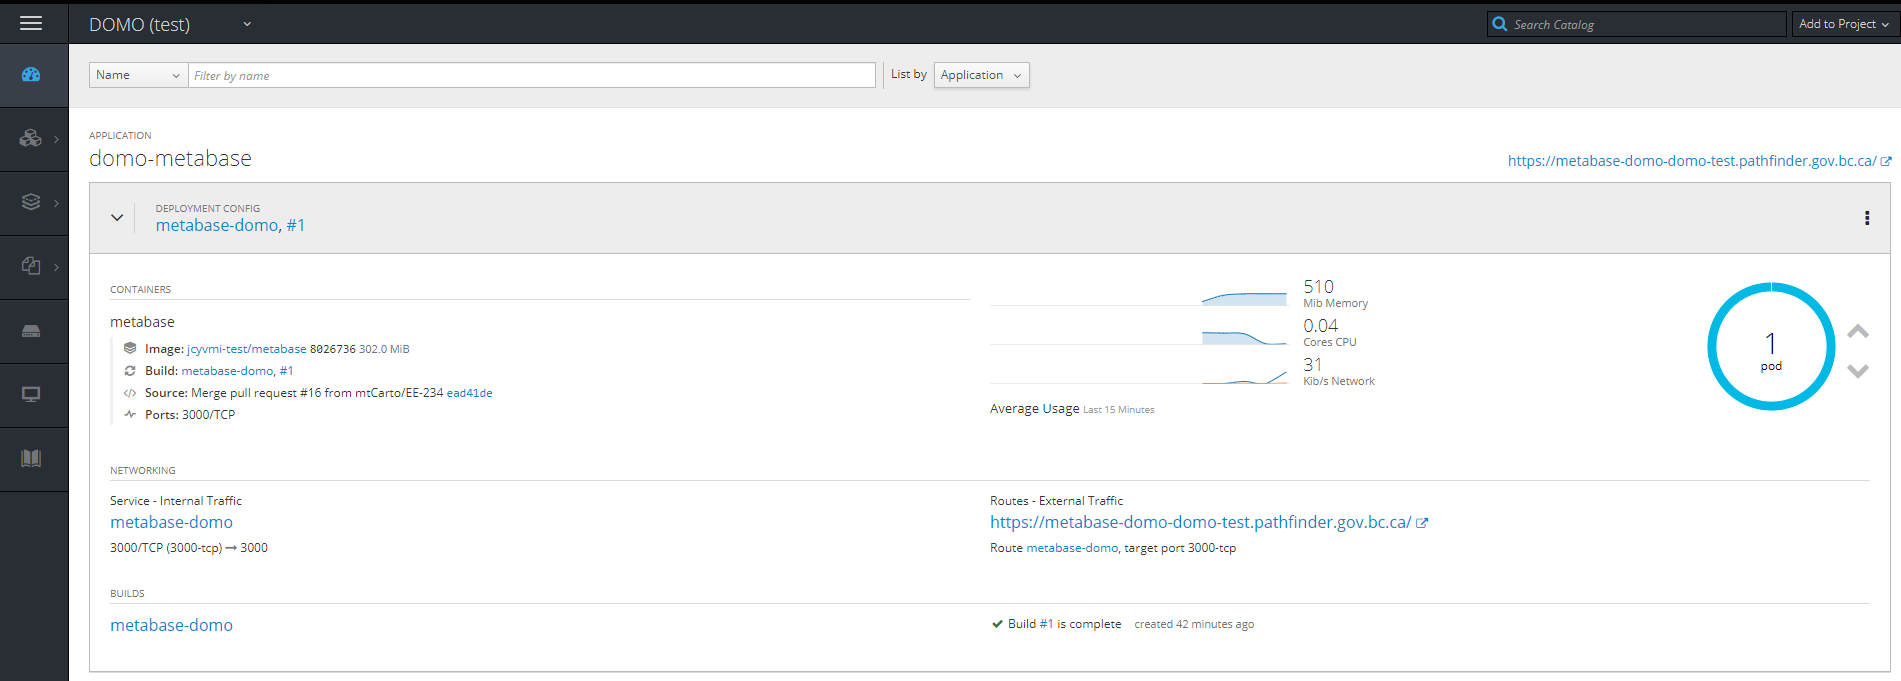 DOMO (test)
Search Catalog
Add to Project
Name
Filter by name
List by
Application
APPLICATION
domo-metabase
https://metabase-domo-domo-test.pathfinder.gov.bc.ca/
DEPLOYMENT CONFIG
metabase-domo, #1
CONTAINERS
metabase
Image: jcyvmi-test/metabase 8026736 302.0 MiB
Build: metabase-domo, #1
Source: Merge pull request #16 from mtCarto/EE-234 ead41de
Ports: 3000/TCP
510
Mib Memory
0.04
Cores CPU
31
Kib/s Network
Average Usage Last 15 Minutes
1
pod
NETWORKING
Service - Internal Traffic
metabase-domo
3000/TCP (3000-tcp) → 3000
Routes - External Traffic
https://metabase-domo-domo-test.pathfinder.gov.bc.ca/
Route metabase-domo, target port 3000-tcp
BUILDS
metabase-domo
Build #1 is complete created 42 minutes ago